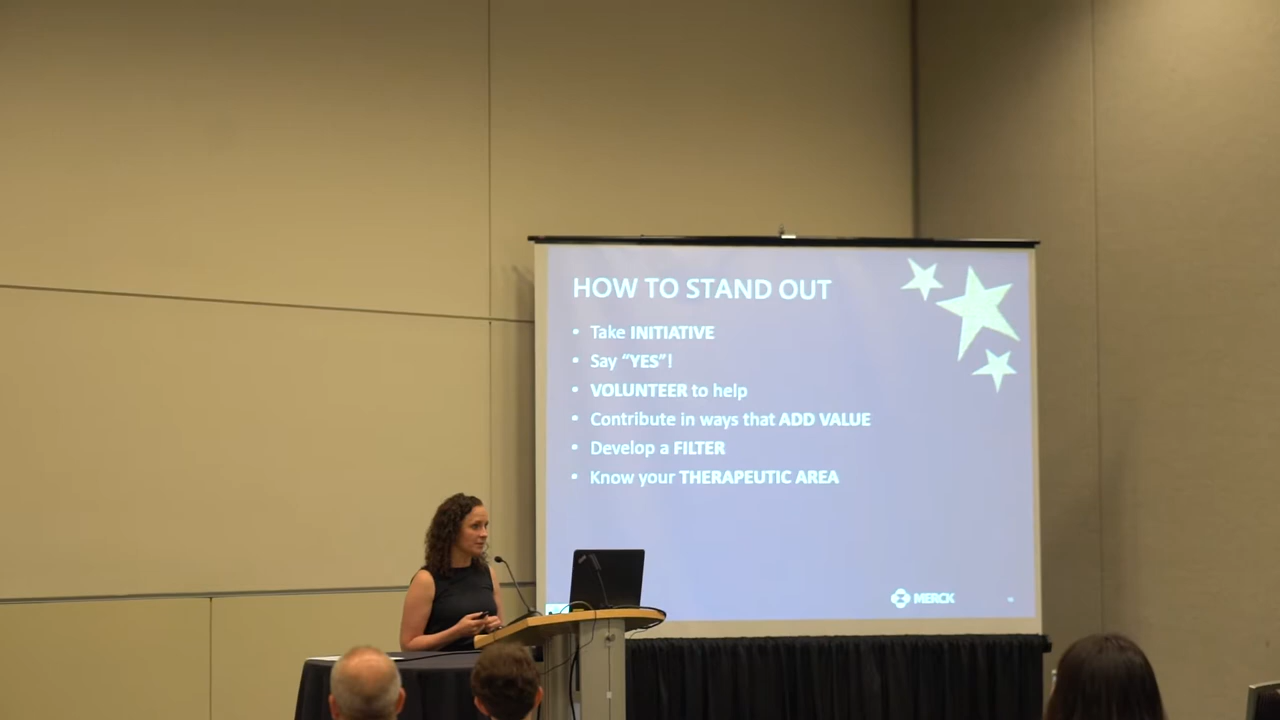 HOW TO STAND OUT
• Take INITIATIVE
• Say “YES”!
• VOLUNTEER to help
• Contribute in ways that ADD VALUE
• Develop a FILTER
• Know your THERAPEUTIC AREA
MERCK